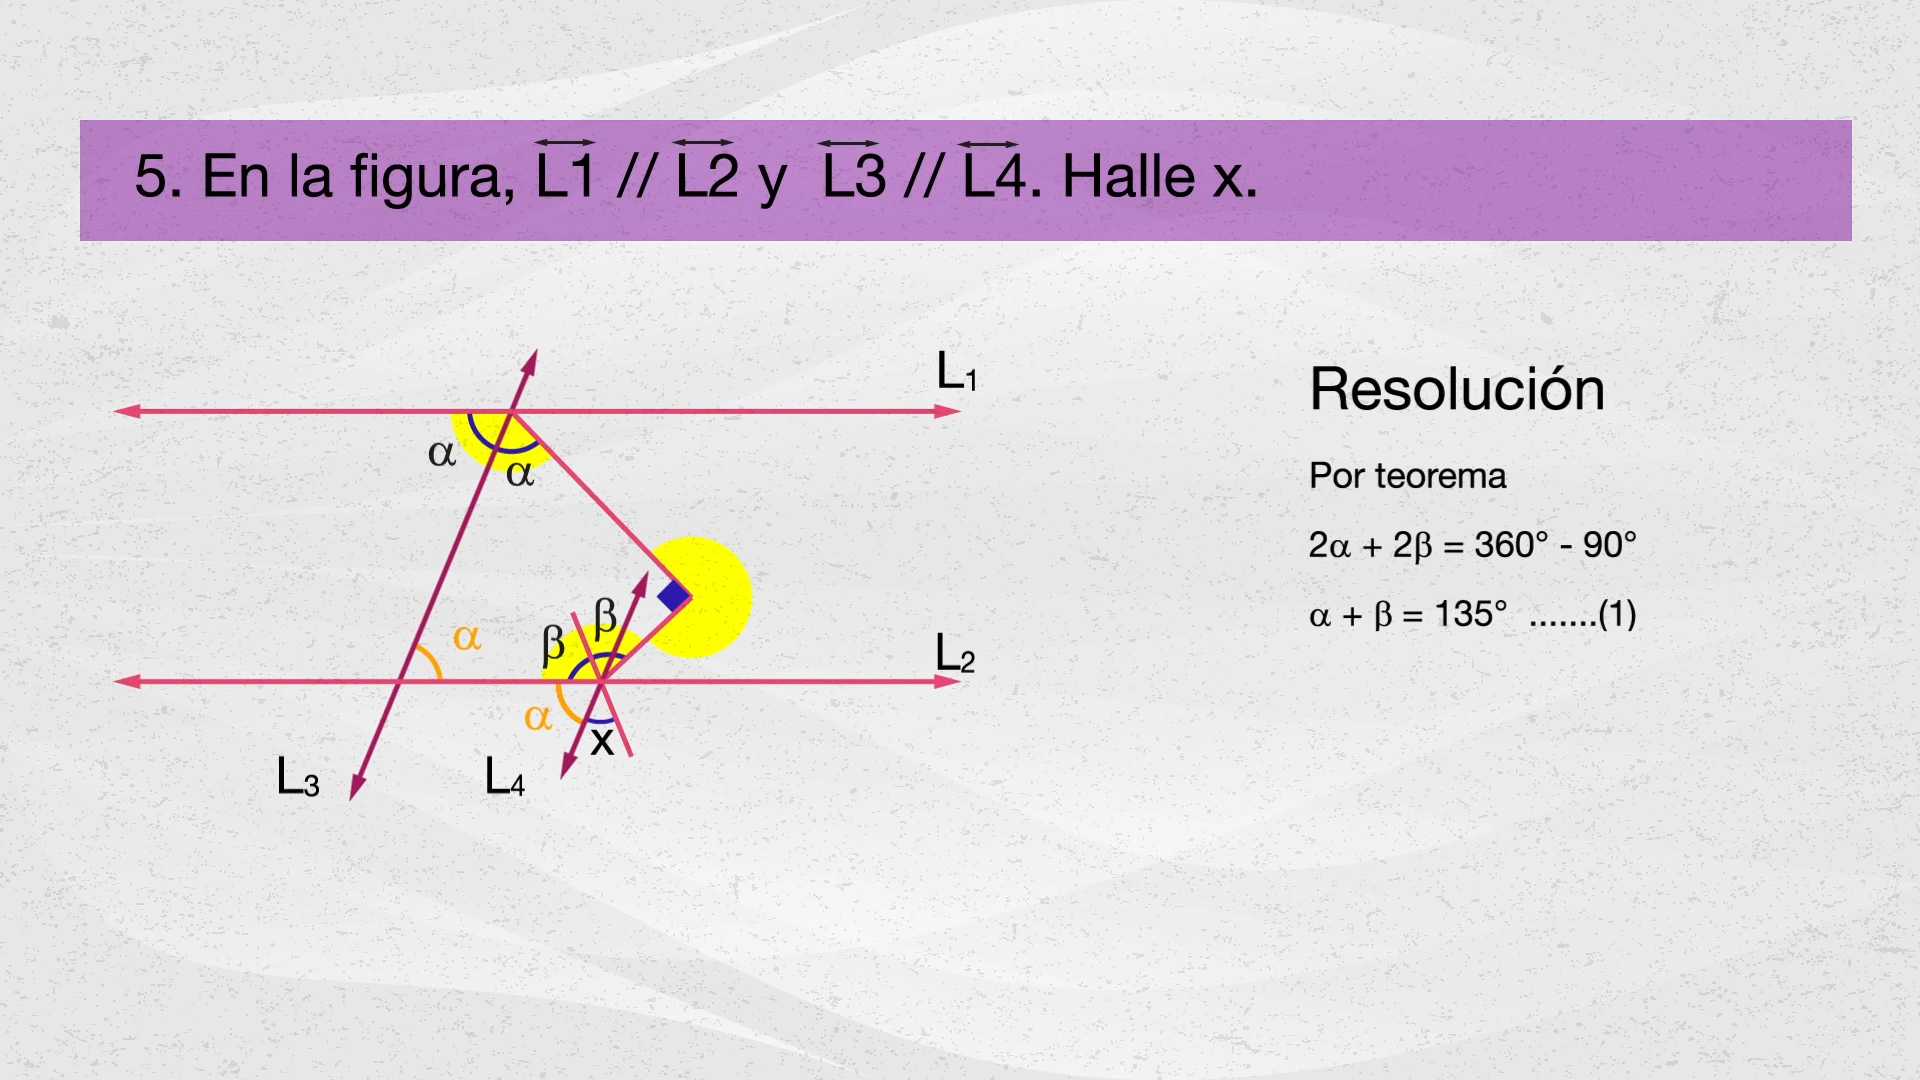 5. En la figura, L1 // L2 y L3 // L4. Halle x.
L1
Resolución
α
α
Por teorema
2α + 2β = 360° - 90°
α + β = 135° .......(1)
β
β
α
L2
α
x
L3
L4